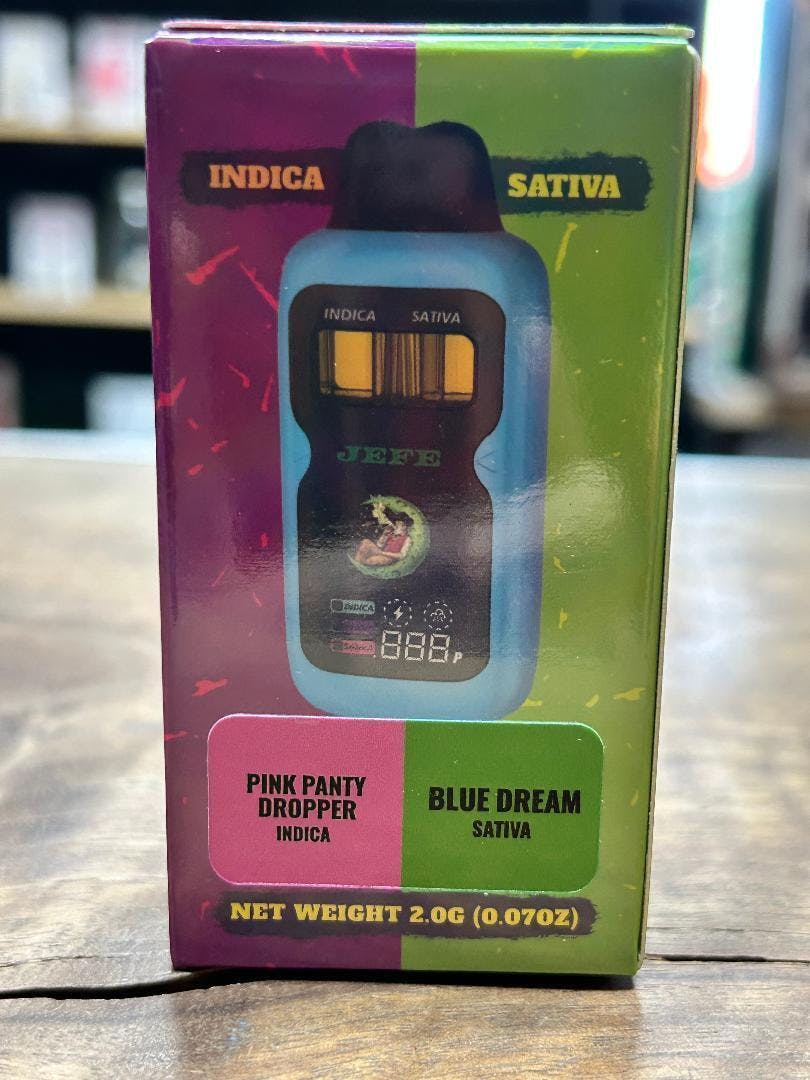 INDICA
SATIVA
INDICA SATIVA
JEFE
INDICA
888P
PINK PANTY
DROPPER
INDICA
BLUE DREAM
SATIVA
NET WEIGHT 2.0G (0.07OZ)